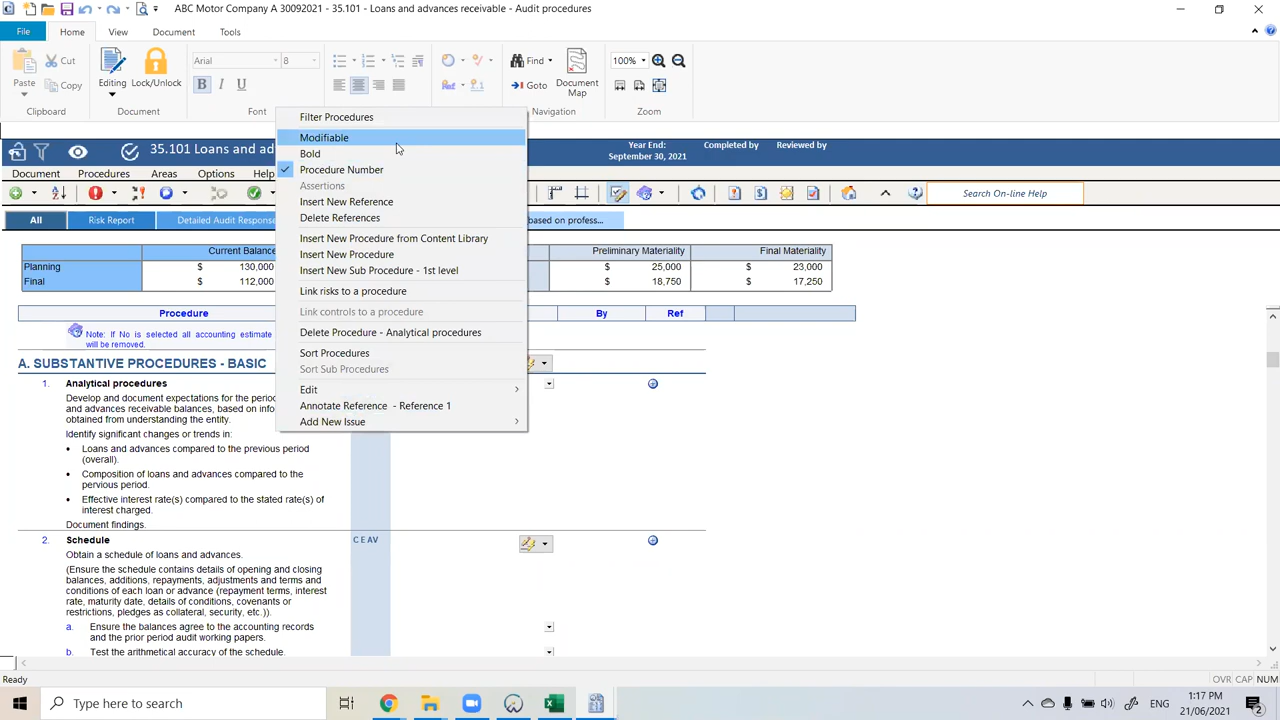 ABC Motor Company A 30092021 - 35.101 - Loans and advances receivable - Audit procedures
File Home View Document Tools
Paste Cut Copy Clipboard
Editing Lock/Unlock Document
Arial 8 B I U Font
Find Goto Document Map Navigation
100% Zoom
35.101 Loans and ad
Year End: September 30, 2021 Completed by Reviewed by
Document Procedures Areas Options Help
Search On-line Help
All Risk Report Detailed Audit Response based on profess...
Current Balance Preliminary Materiality Final Materiality
Planning $ 130,000 $ 25,000 $ 23,000
Final $ 112,000 $ 18,750 $ 17,250
Procedure By Ref
Note: If No is selected all accounting estimate
will be removed.
A. SUBSTANTIVE PROCEDURES - BASIC
1. Analytical procedures
Develop and document expectations for the period
and advances receivable balances, based on info
obtained from understanding the entity.
Identify significant changes or trends in:
• Loans and advances compared to the previous period
(overall).
• Composition of loans and advances compared to the
pervious period.
• Effective interest rate(s) compared to the stated rate(s) of
interest charged.
Document findings.
2. Schedule C E A V
Obtain a schedule of loans and advances.
(Ensure the schedule contains details of opening and closing
balances, additions, repayments, adjustments and terms and
conditions of each loan or advance (repayment terms, interest
rate, maturity date, details of conditions, covenants or
restrictions, pledges as collateral, security, etc.)).
a. Ensure the balances agree to the accounting records
and the prior period audit working papers.
b. Test the arithmetical accuracy of the schedule.
Filter Procedures
Modifiable
Bold
Procedure Number
Assertions
Insert New Reference
Delete References
Insert New Procedure from Content Library
Insert New Procedure
Insert New Sub Procedure - 1st level
Link risks to a procedure
Link controls to a procedure
Delete Procedure - Analytical procedures
Sort Procedures
Sort Sub Procedures
Edit
Annotate Reference - Reference 1
Add New Issue
Ready OVR CAP NUM
Type here to search
ENG 1:17 PM
21/06/2021 2